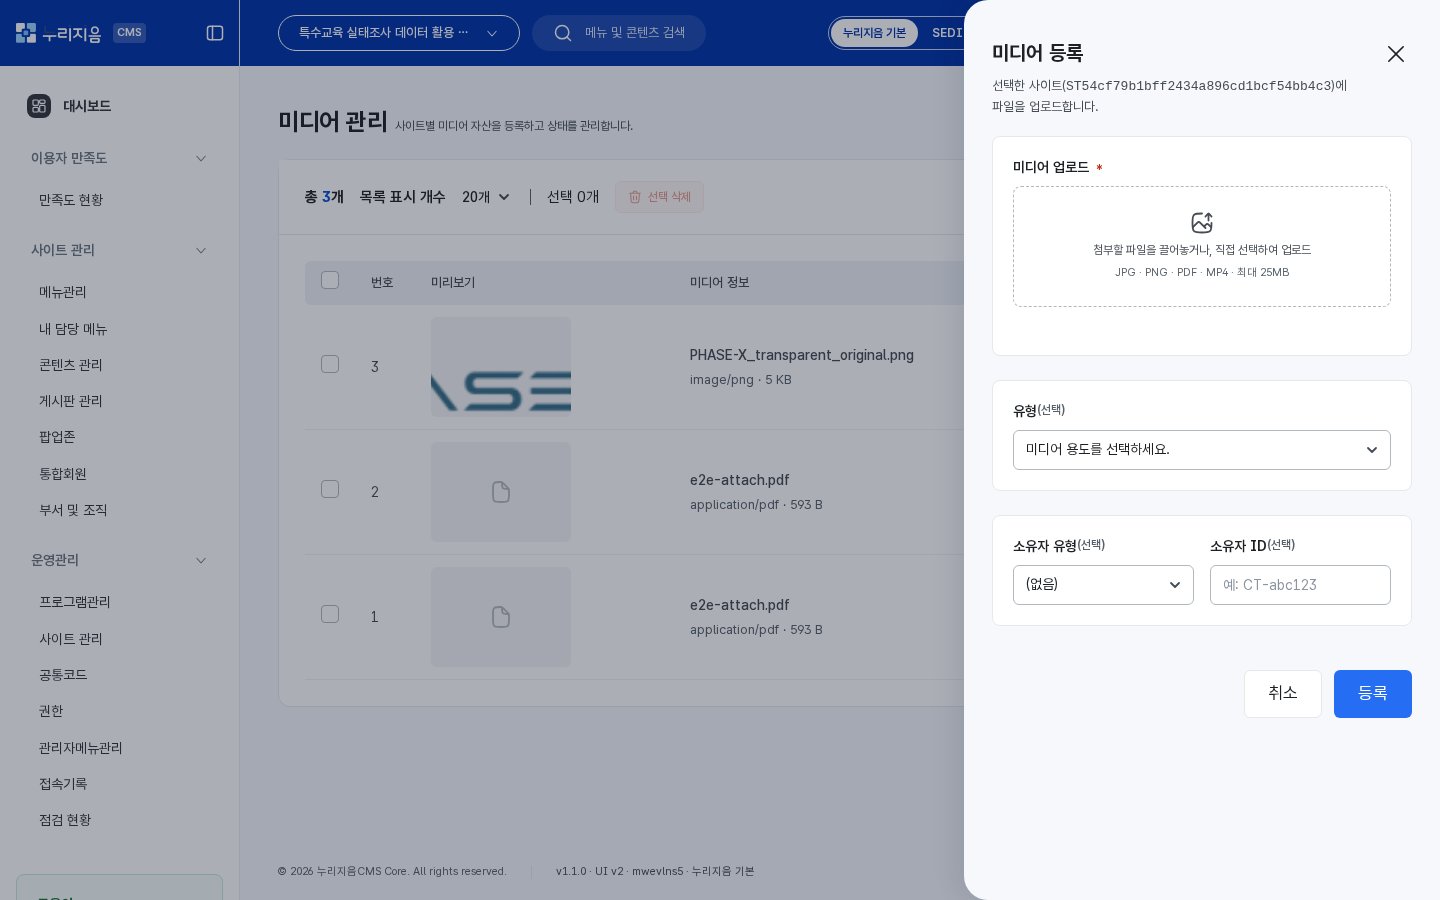 누리지음 CMS
특수교육 실태조사 데이터 활용 ···
메뉴 및 콘텐츠 검색
누리지음 기본
SEDI
대시보드
이용자 만족도
만족도 현황
사이트 관리
메뉴관리
내 담당 메뉴
콘텐츠 관리
게시판 관리
팝업존
통합회원
부서 및 조직
운영관리
프로그램관리
사이트 관리
공통코드
권한
관리자메뉴관리
접속기록
점검 현황
미디어 관리 사이트별 미디어 자산을 등록하고 상태를 관리합니다.
총 3개 목록 표시 개수 20개 선택 0개 선택 삭제
번호 미리보기 미디어 정보
3 ASE PHASE-X_transparent_original.png
image/png · 5 KB
2 e2e-attach.pdf
application/pdf · 593 B
1 e2e-attach.pdf
application/pdf · 593 B
© 2026 누리지음CMS Core. All rights reserved.
v1.1.0 · UI v2 · mwevlns5 · 누리지음 기본
미디어 등록
선택한 사이트(ST54cf79b1bff2434a896cd1bcf54bb4c3)에
파일을 업로드합니다.
미디어 업로드 *
첨부할 파일을 끌어놓거나, 직접 선택하여 업로드
JPG · PNG · PDF · MP4 · 최대 25MB
유형(선택)
미디어 용도를 선택하세요.
소유자 유형(선택) 소유자 ID(선택)
(없음) 예: CT-abc123
취소 등록